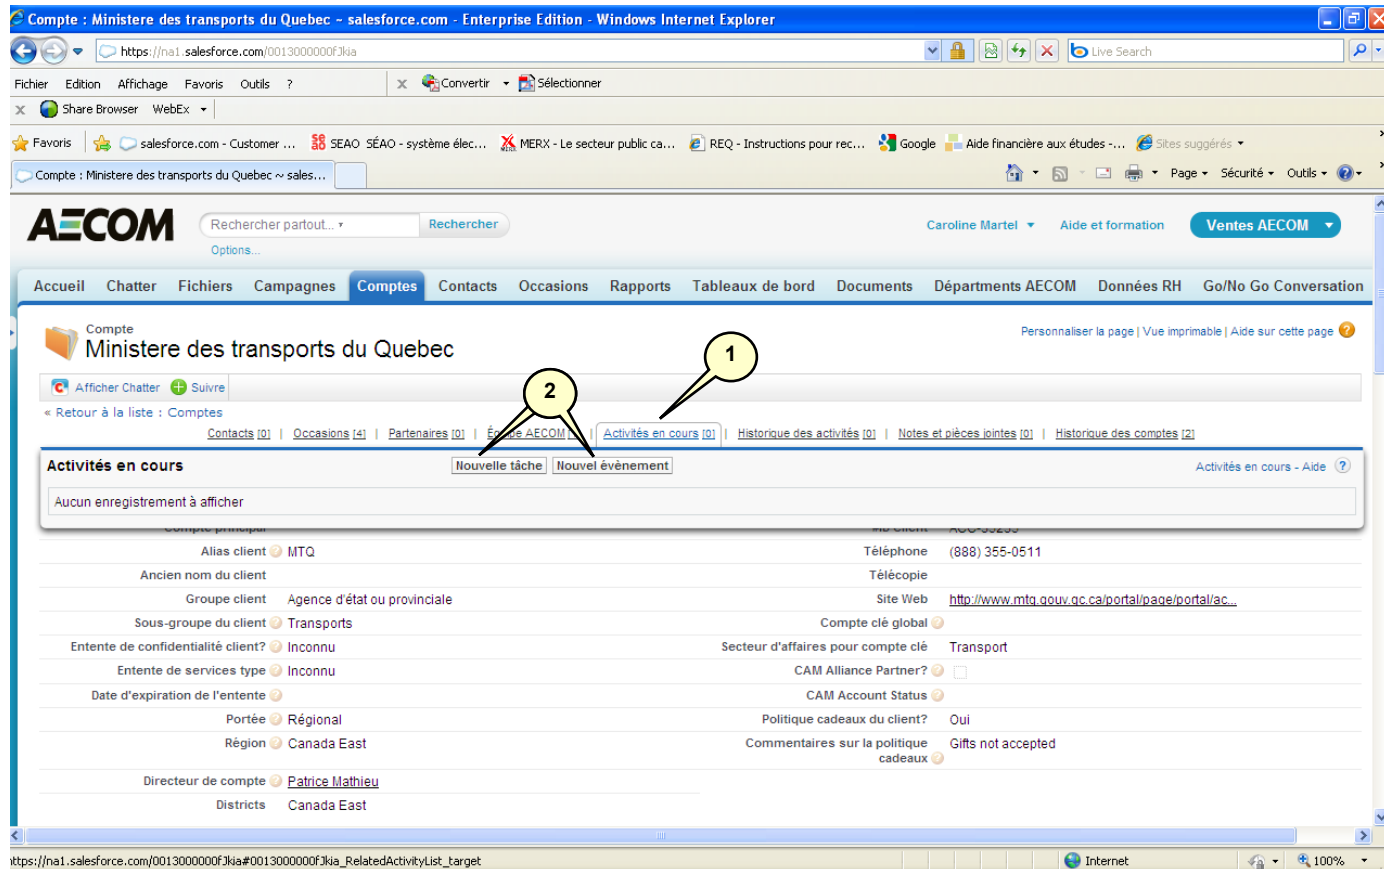 Compte : Ministere des transports du Quebec ~ salesforce.com - Enterprise Edition - Windows Internet Explorer
https://na1.salesforce.com/0013000000fJkia
Live Search
Fichier Edition Affichage Favoris Outils ? x Convertir Sélectionner
x Share Browser WebEx
Favoris salesforce.com - Customer ... SEAO SÉAO - système élec... MERX - Le secteur public ca... REQ - Instructions pour rec... Google Aide financière aux études -... Sites suggérés
Compte : Ministere des transports du Quebec ~ sales... Page Sécurité Outils
AECOM Rechercher partout... Rechercher Caroline Martel Aide et formation Ventes AECOM
Options...
Accueil Chatter Fichiers Campagnes Comptes Contacts Occasions Rapports Tableaux de bord Documents Départments AECOM Données RH Go/No Go Conversation
Compte
Ministere des transports du Quebec
Personnaliser la page | Vue imprimable | Aide sur cette page
1
2
Afficher Chatter Suivre
« Retour à la liste : Comptes
Contacts [0] | Occasions [4] | Partenaires [0] | AECOM | Activités en cours [0] | Historique des activités [0] | Notes et pièces jointes [0] | Historique des comptes [2]
Activités en cours Nouvelle tâche Nouvel évènement Activités en cours - Aide ?
Aucun enregistrement à afficher
Compte principal
Alias client MTQ Téléphone (888) 355-0511
Ancien nom du client Télécopie
Groupe client Agence d'état ou provinciale Site Web http://www.mtq.gouv.qc.ca/portal/page/portal/ac...
Sous-groupe du client Transports Compte clé global
Entente de confidentialité client? Inconnu Secteur d'affaires pour compte clé Transport
Entente de services type Inconnu CAM Alliance Partner?
Date d'expiration de l'entente CAM Account Status
Portée Régional Politique cadeaux du client? Oui
Région Canada East Commentaires sur la politique cadeaux Gifts not accepted
Directeur de compte Patrice Mathieu
Districts Canada East
https://na1.salesforce.com/0013000000fJkia#0013000000fJkia_RelatedActivityList_target Internet 100%